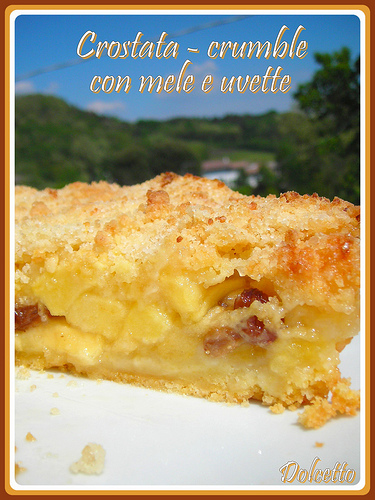 Crostata - crumble
con mele e uvette
Dolcetto